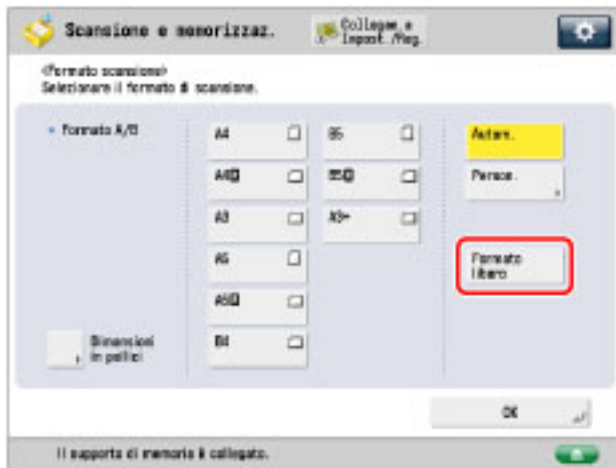 Scansione e memorizzaz.
Collegam. e
Impost./Reg.
<Formato scansione>
Selezionare il formato di scansione.
Formato A/B
A4
B5
Autom.
A4R
B5R
Person.
A3
A3+
A5
Formato
libero
A5R
Dimensioni
in pollici
B4
OK
Il supporto di memoria è collegato.